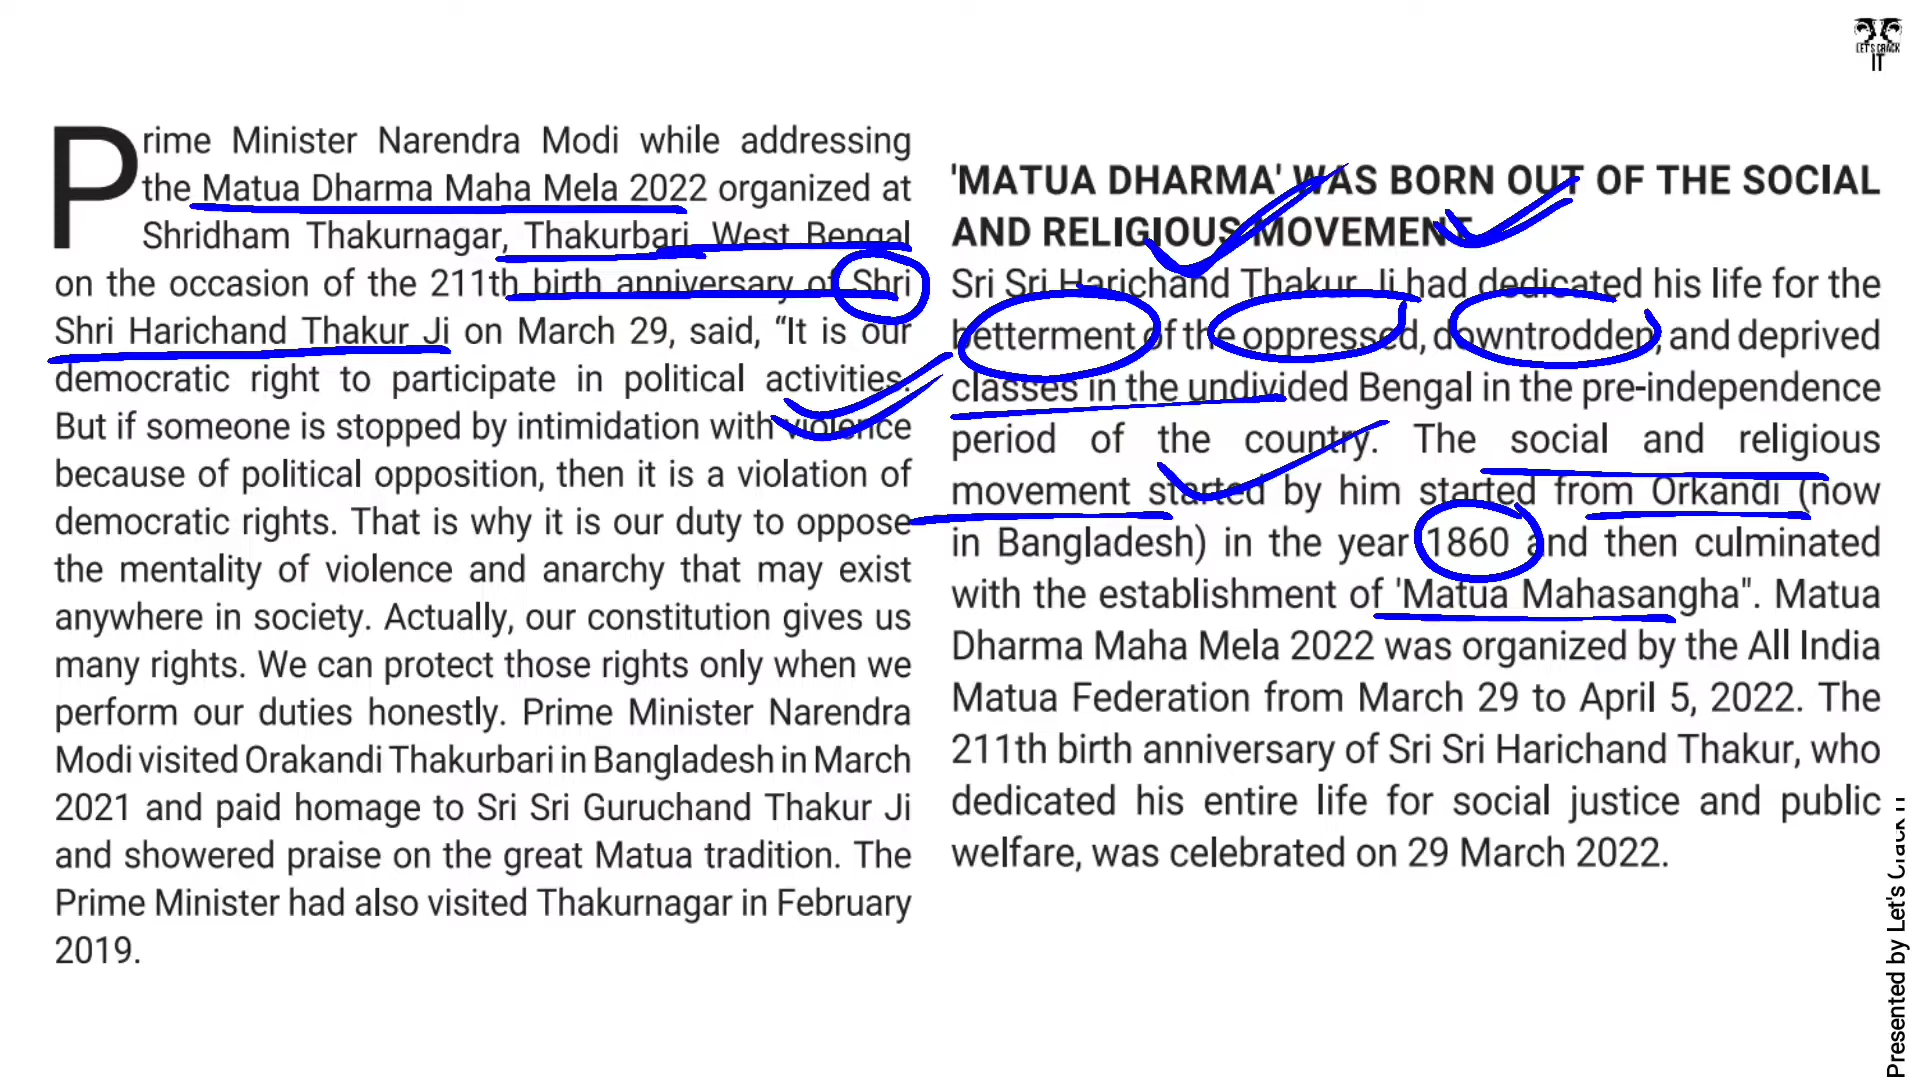 LET'S CRACK
IT
Prime Minister Narendra Modi while addressing
the Matua Dharma Maha Mela 2022 organized at
Shridham Thakurnagar, Thakurbari, West Bengal
on the occasion of the 211th birth anniversary of Shri
Shri Harichand Thakur Ji on March 29, said, “It is our
democratic right to participate in political activities.
But if someone is stopped by intimidation with violence
because of political opposition, then it is a violation of
democratic rights. That is why it is our duty to oppose
the mentality of violence and anarchy that may exist
anywhere in society. Actually, our constitution gives us
many rights. We can protect those rights only when we
perform our duties honestly. Prime Minister Narendra
Modi visited Orakandi Thakurbari in Bangladesh in March
2021 and paid homage to Sri Sri Guruchand Thakur Ji
and showered praise on the great Matua tradition. The
Prime Minister had also visited Thakurnagar in February
2019.
'MATUA DHARMA' WAS BORN OUT OF THE SOCIAL
AND RELIGIOUS MOVEMENT
Sri Sri Harichand Thakur Ji had dedicated his life for the
betterment of the oppressed, downtrodden, and deprived
classes in the undivided Bengal in the pre-independence
period of the country. The social and religious
movement started by him started from Orkandi (now
in Bangladesh) in the year 1860 and then culminated
with the establishment of 'Matua Mahasangha". Matua
Dharma Maha Mela 2022 was organized by the All India
Matua Federation from March 29 to April 5, 2022. The
211th birth anniversary of Sri Sri Harichand Thakur, who
dedicated his entire life for social justice and public
welfare, was celebrated on 29 March 2022.
Presented by Let's Crack IT